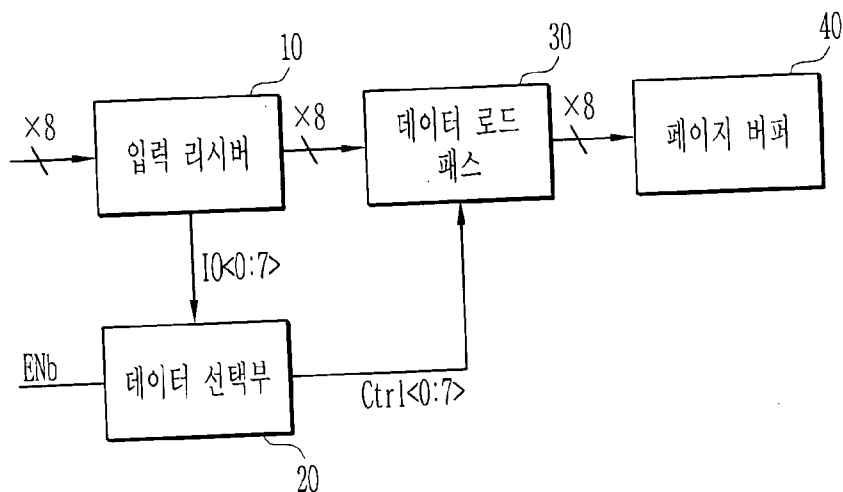 10
30
40
×8
입력 리시버
×8
데이터 로드
패스
×8
페이지 버퍼
IO<0:7>
ENb
데이터 선택부
Ctrl<0:7>
20